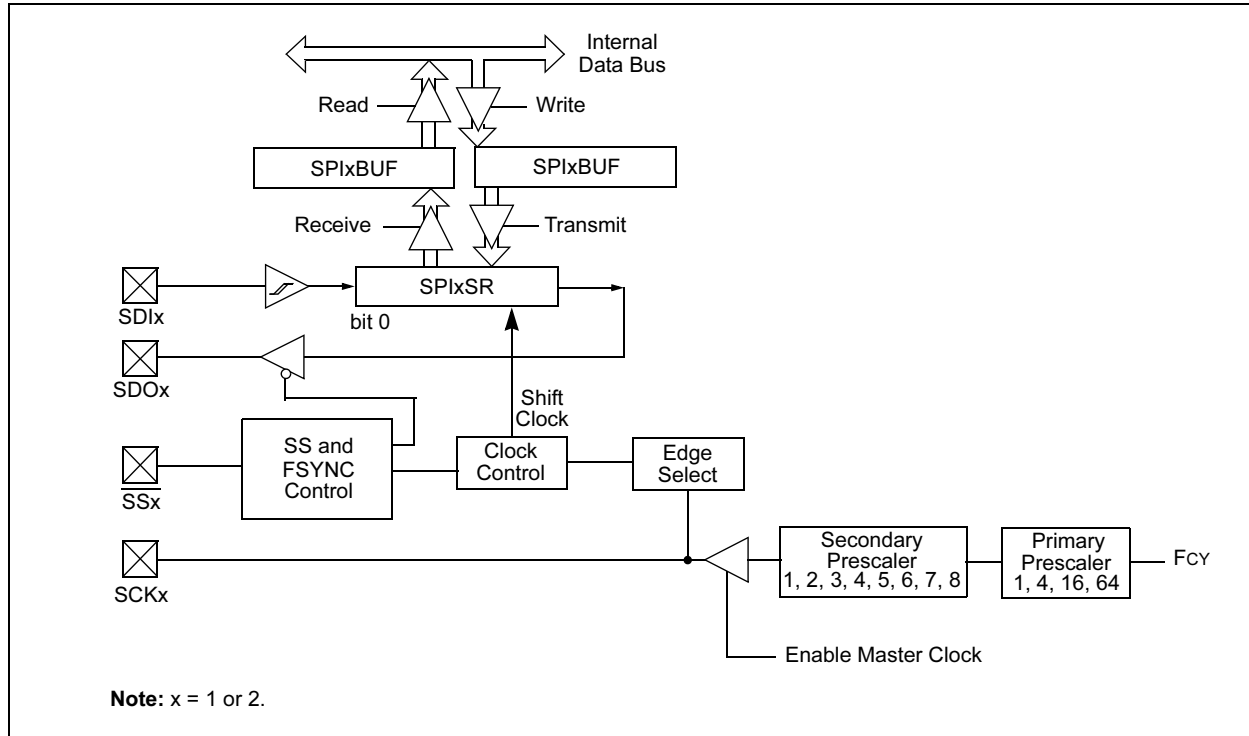 Internal
Data Bus
Read
Write
SPIxBUF
SPIxBUF
Receive
Transmit
SDIx
SPIxSR
bit 0
SDOx
Shift
Clock
SS and
FSYNC
Control
Clock
Control
Edge
Select
SSx
SCKx
Secondary
Prescaler
1, 2, 3, 4, 5, 6, 7, 8
Primary
Prescaler
1, 4, 16, 64
FCY
Enable Master Clock
Note: x = 1 or 2.